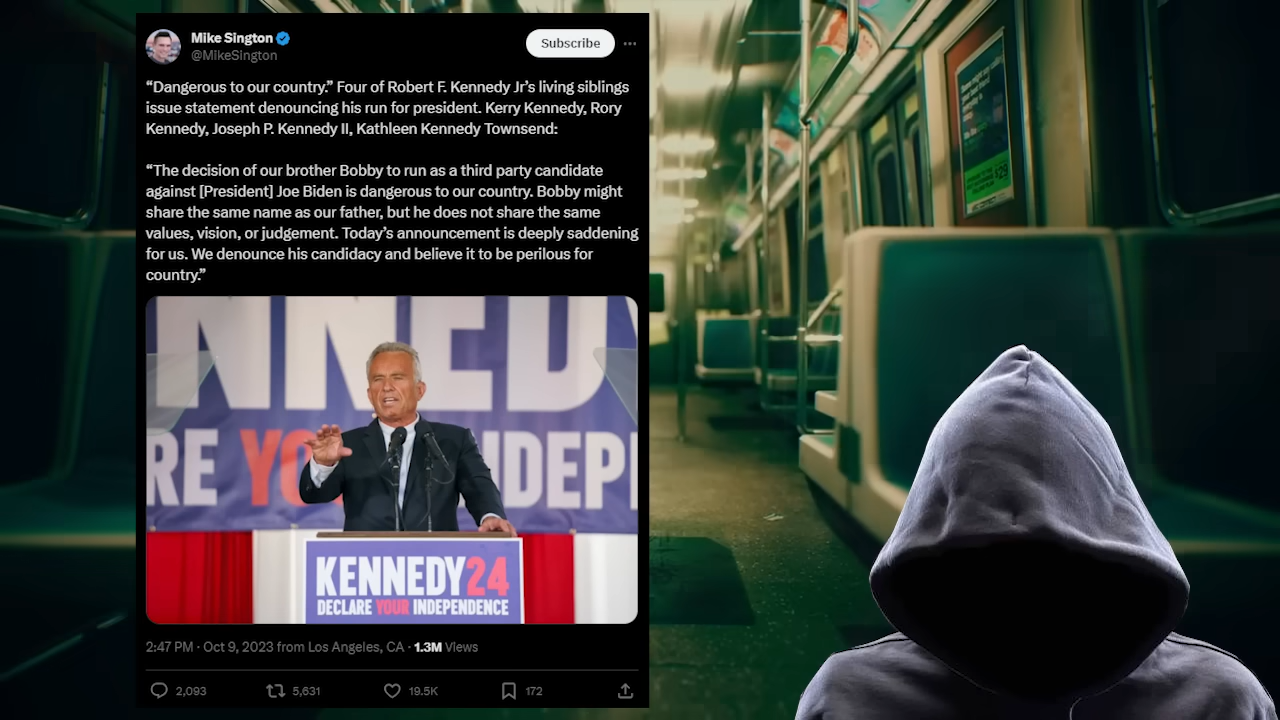 Mike Sington
Subscribe
@MikeSington
“Dangerous to our country.” Four of Robert F. Kennedy Jr’s living siblings
issue statement denouncing his run for president. Kerry Kennedy, Rory
Kennedy, Joseph P. Kennedy II, Kathleen Kennedy Townsend:
“The decision of our brother Bobby to run as a third party candidate
against [President] Joe Biden is dangerous to our country. Bobby might
share the same name as our father, but he does not share the same
values, vision, or judgement. Today’s announcement is deeply saddening
for us. We denounce his candidacy and believe it to be perilous for
country.”
NNEDY
RE YO INDEP
KENNEDY24
DECLARE YOUR INDEPENDENCE
2:47 PM · Oct 9, 2023 from Los Angeles, CA · 1.3M Views
2,093
5,631
19.5K
172
$29